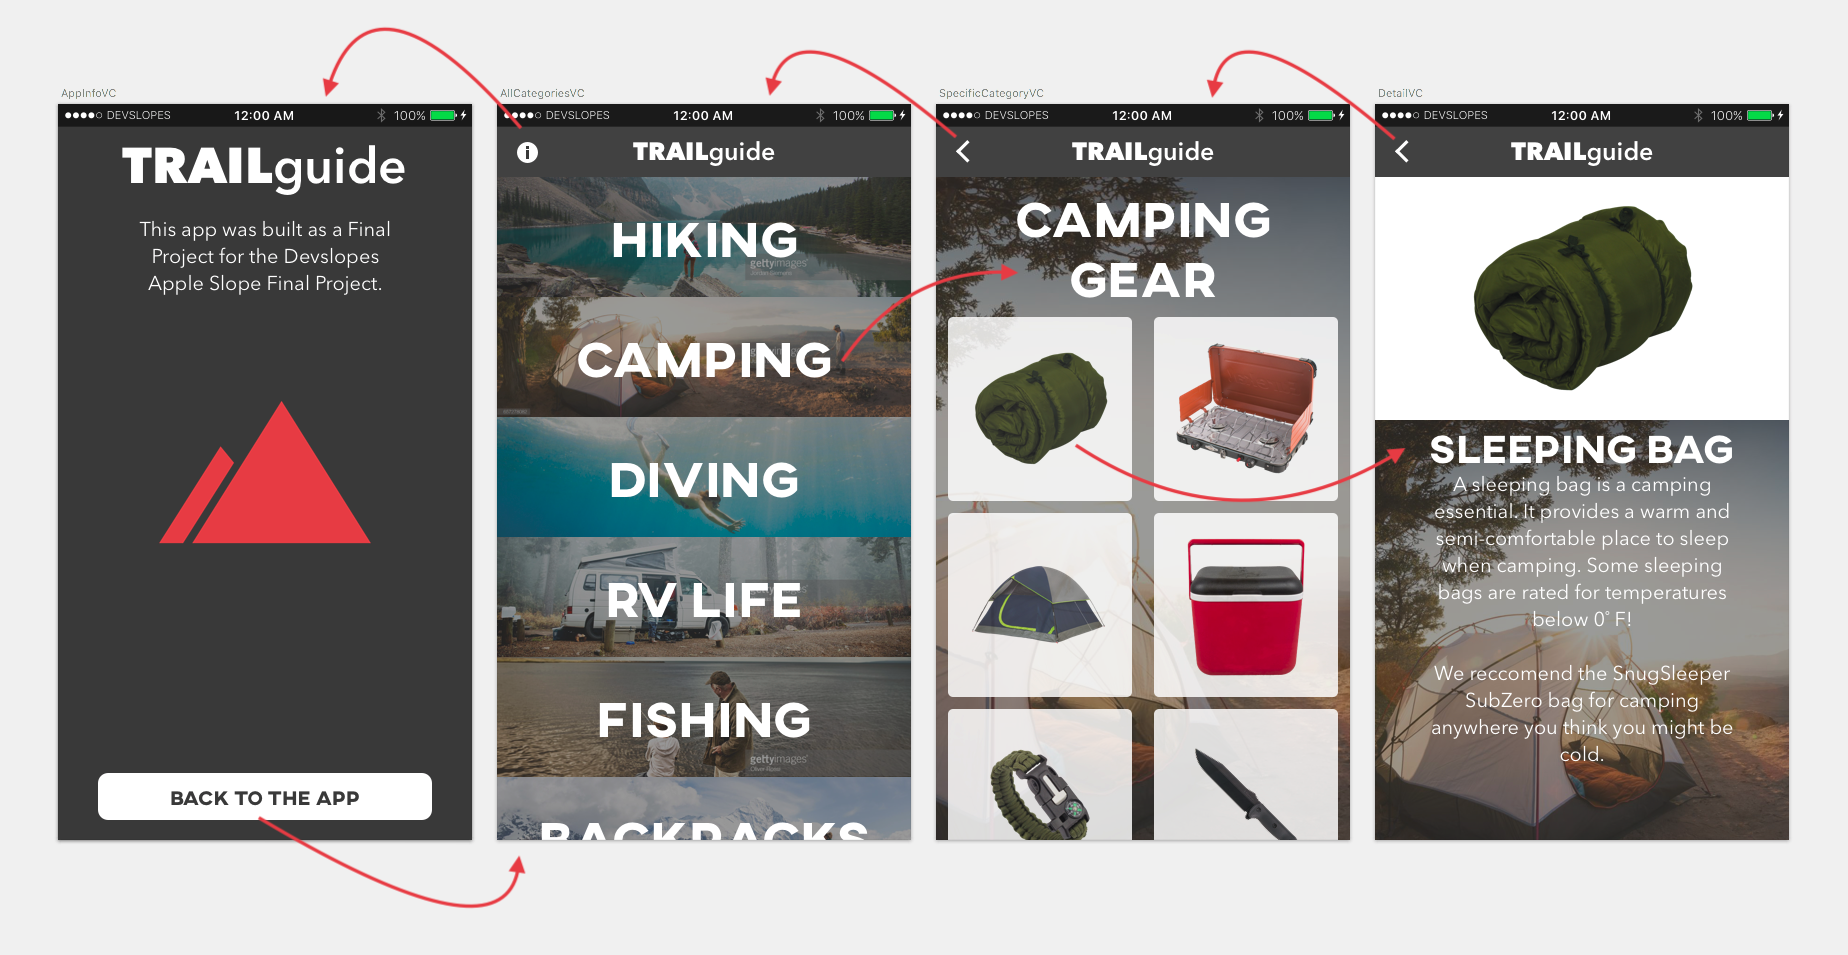 AppInfoVC
DEVSLOPES 12:00 AM 100%
TRAILguide
This app was built as a Final
Project for the Devslopes
Apple Slope Final Project.
BACK TO THE APP
AllCategoriesVC
DEVSLOPES 12:00 AM 100%
TRAILguide
HIKING
gettyimages
CAMPING
DIVING
RV LIFE
FISHING
gettyimages
BACKPACKS
SpecificCategoryVC
DEVSLOPES 12:00 AM 100%
TRAILguide
CAMPING
GEAR
DetailVC
DEVSLOPES 12:00 AM 100%
TRAILguide
SLEEPING BAG
A sleeping bag is a camping
essential. It provides a warm and
semi-comfortable place to sleep
when camping. Some sleeping
bags are rated for temperatures
below 0° F!
We reccomend the SnugSleeper
SubZero bag for camping
anywhere you think you might be
cold.